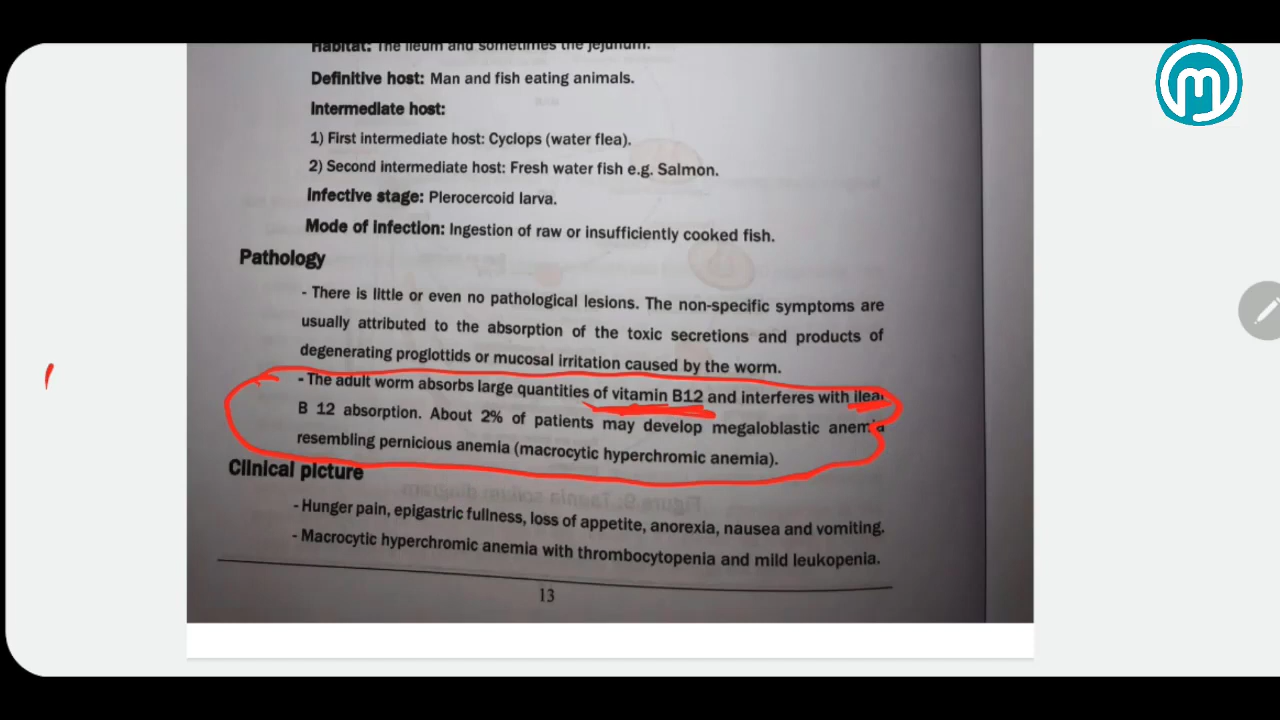 Habitat: The ileum and sometimes the jejunum.
Definitive host: Man and fish eating animals.
Intermediate host:
1) First intermediate host: Cyclops (water flea).
2) Second intermediate host: Fresh water fish e.g. Salmon.
Infective stage: Plerocercoid larva.
Mode of infection: Ingestion of raw or insufficiently cooked fish.
Pathology
- There is little or even no pathological lesions. The non-specific symptoms are
usually attributed to the absorption of the toxic secretions and products of
degenerating proglottids or mucosal irritation caused by the worm.
- The adult worm absorbs large quantities of vitamin B12 and interferes with ileal
B 12 absorption. About 2% of patients may develop megaloblastic anemia
resembling pernicious anemia (macrocytic hyperchromic anemia).
Clinical picture
- Hunger pain, epigastric fullness, loss of appetite, anorexia, nausea and vomiting.
- Macrocytic hyperchromic anemia with thrombocytopenia and mild leukopenia.
13